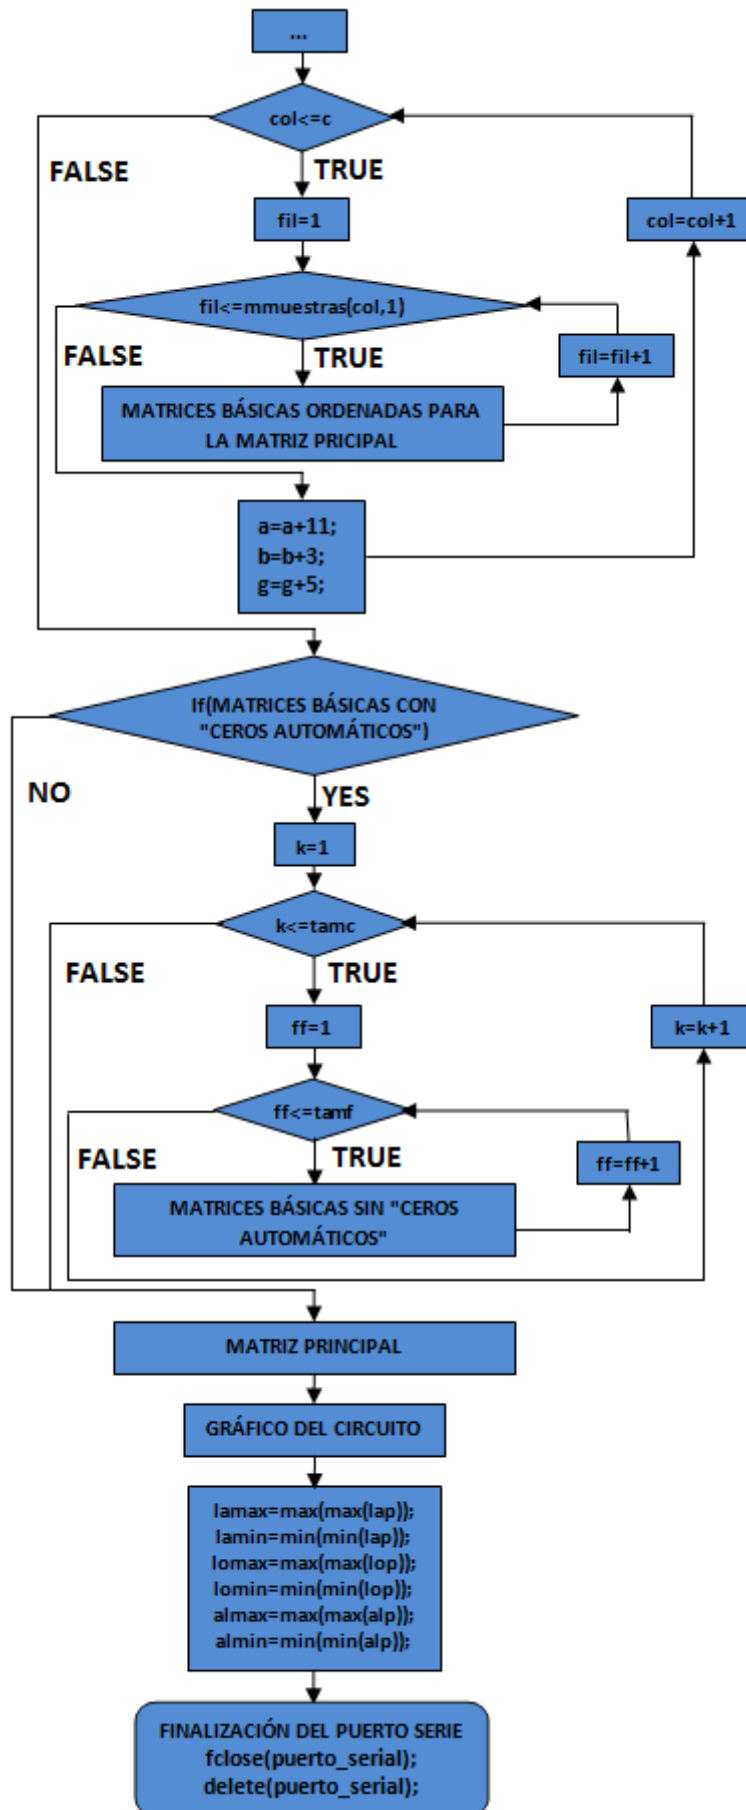 ...
col<=c
FALSE
TRUE
fil=1
col=col+1
fil<=mmuestras(col,1)
FALSE
TRUE
fil=fil+1
MATRICES BÁSICAS ORDENADAS PARA
LA MATRIZ PRICIPAL
a=a+11;
b=b+3;
g=g+5;
If(MATRICES BÁSICAS CON
"CEROS AUTOMÁTICOS")
NO
YES
k=1
k<=tamc
FALSE
TRUE
ff=1
k=k+1
ff<=tamf
FALSE
TRUE
ff=ff+1
MATRICES BÁSICAS SIN "CEROS
AUTOMÁTICOS"
MATRIZ PRINCIPAL
GRÁFICO DEL CIRCUITO
lamax=max(max(lap));
lamin=min(min(lap));
lomax=max(max(lop));
lomin=min(min(lop));
almax=max(max(alp));
almin=min(min(alp));
FINALIZACIÓN DEL PUERTO SERIE
fclose(puerto_serial);
delete(puerto_serial);